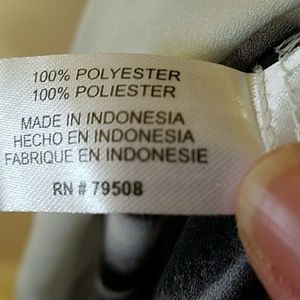 100% POLYESTER
100% POLIESTER
MADE IN INDONESIA
HECHO EN INDONESIA
FABRIQUE EN INDONESIE
RN # 79508